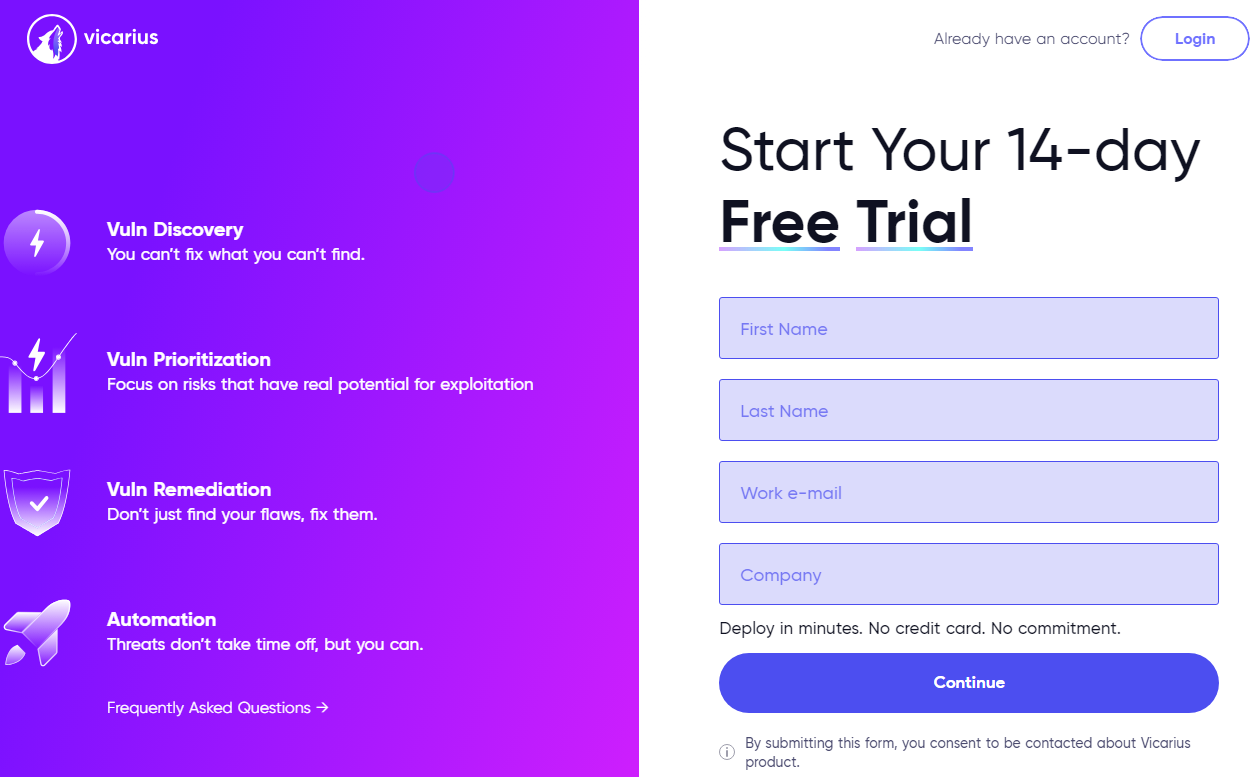 vicarius
Vuln Discovery
You can’t fix what you can’t find.
Vuln Prioritization
Focus on risks that have real potential for exploitation
Vuln Remediation
Don’t just find your flaws, fix them.
Automation
Threats don’t take time off, but you can.
Frequently Asked Questions →
Already have an account?
Login
Start Your 14-day
Free Trial
First Name
Last Name
Work e-mail
Company
Deploy in minutes. No credit card. No commitment.
Continue
By submitting this form, you consent to be contacted about Vicarius
product.